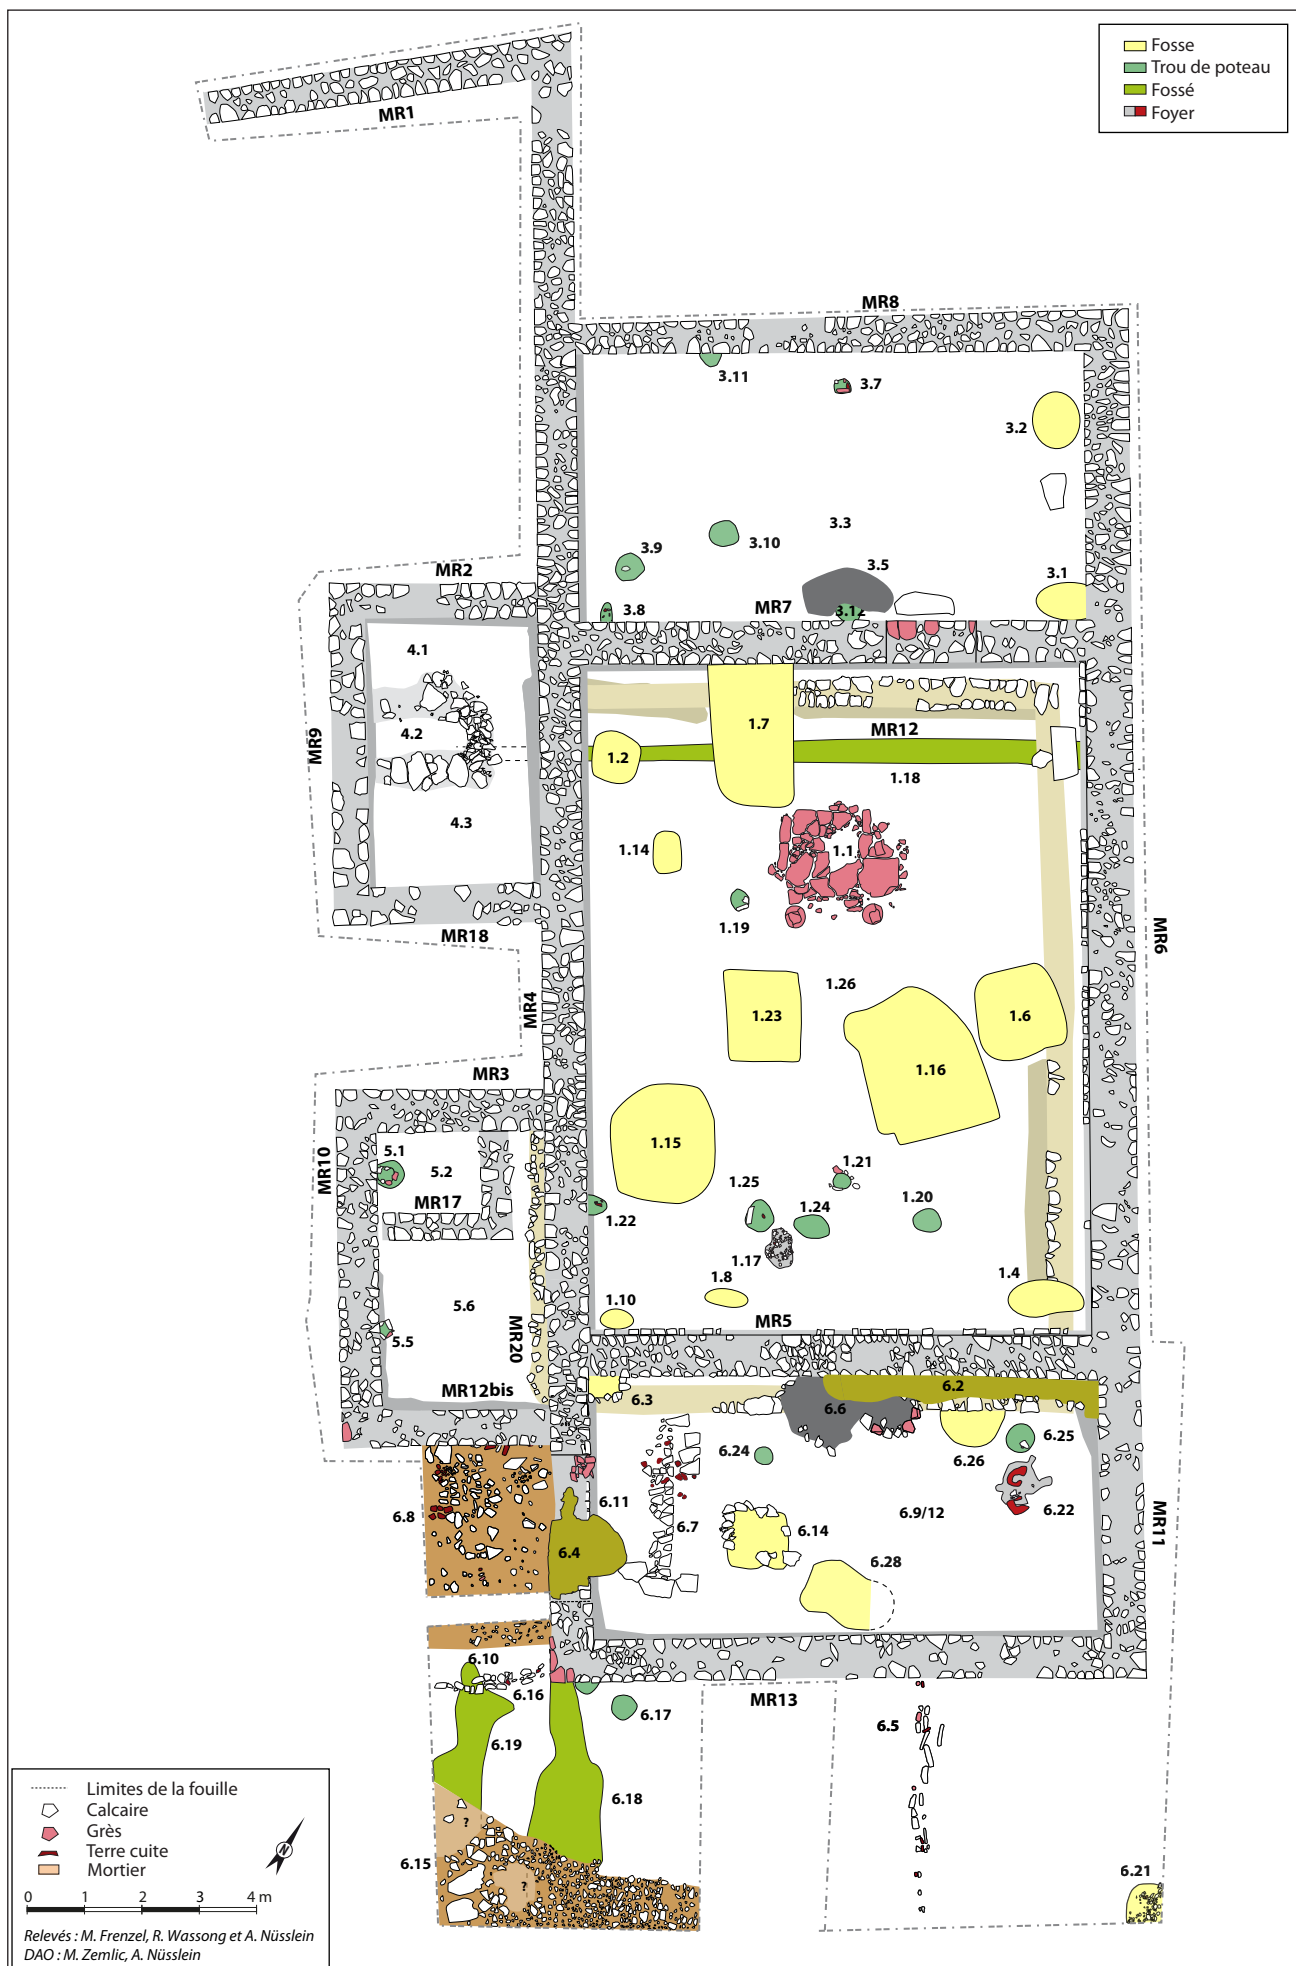 Fosse
Trou de poteau
Fossé
Foyer
MR1
MR8
3.11
3.7
3.2
3.3
3.10
3.9
3.5
3.1
MR2
3.8
MR7
3.12
4.1
1.7
MR12
4.2
MR9
1.2
1.18
4.3
1.14
1.1
1.19
MR18
MR6
MR4
1.26
1.23
1.6
1.16
MR3
1.15
5.1
5.2
MR10
1.21
MR17
1.25
1.24
1.20
1.22
1.17
1.8
1.4
5.6
1.10
MR5
5.5
MR20
MR12bis
6.3
6.2
6.6
6.25
6.24
6.26
6.11
6.9/12
6.22
6.8
6.7
6.14
MR11
6.4
6.28
6.10
6.16
MR13
6.17
6.5
6.19
6.18
?
6.15
?
6.21
Limites de la fouille
Calcaire
Grès
Terre cuite
Mortier
N
0 1 2 3 4 m
Relevés : M. Frenzel, R. Wassong et A. Nüsslein
DAO : M. Zemlic, A. Nüsslein